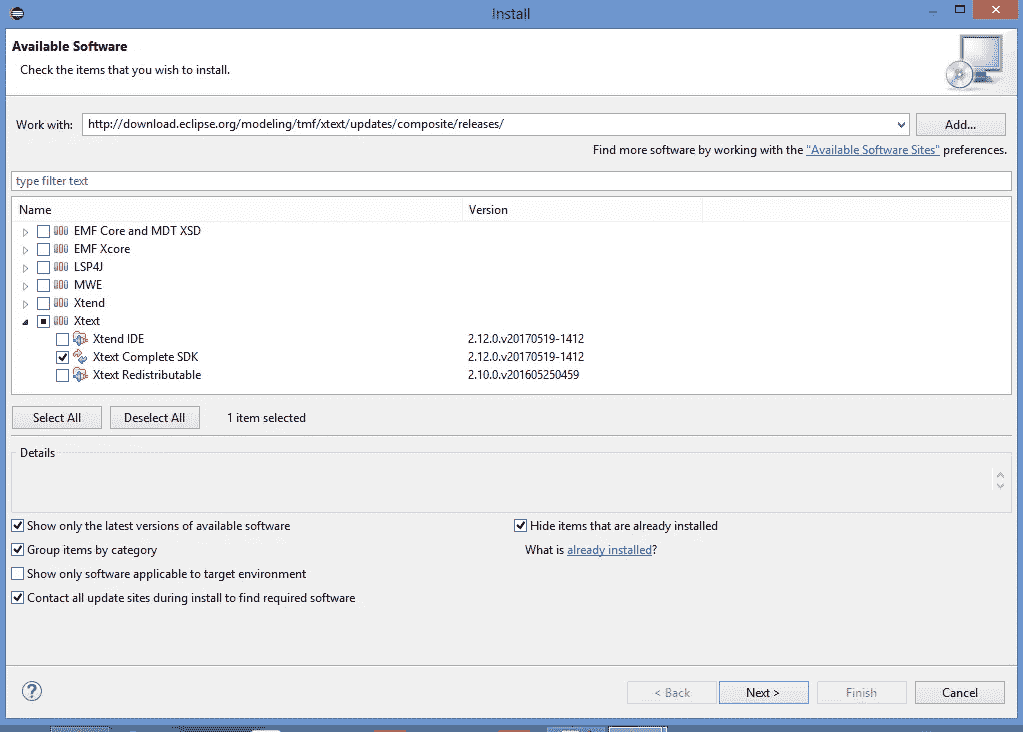 Install
Available Software
Check the items that you wish to install.
Work with: http://download.eclipse.org/modeling/tmf/xtext/updates/composite/releases/ Add...
Find more software by working with the "Available Software Sites" preferences.
type filter text
Name Version
EMF Core and MDT XSD
EMF Xcore
LSP4J
MWE
Xtend
Xtext
Xtend IDE 2.12.0.v20170519-1412
Xtext Complete SDK 2.12.0.v20170519-1412
Xtext Redistributable 2.10.0.v201605250459
Select All Deselect All 1 item selected
Details
Show only the latest versions of available software Hide items that are already installed
Group items by category What is already installed?
Show only software applicable to target environment
Contact all update sites during install to find required software
? < Back Next > Finish Cancel